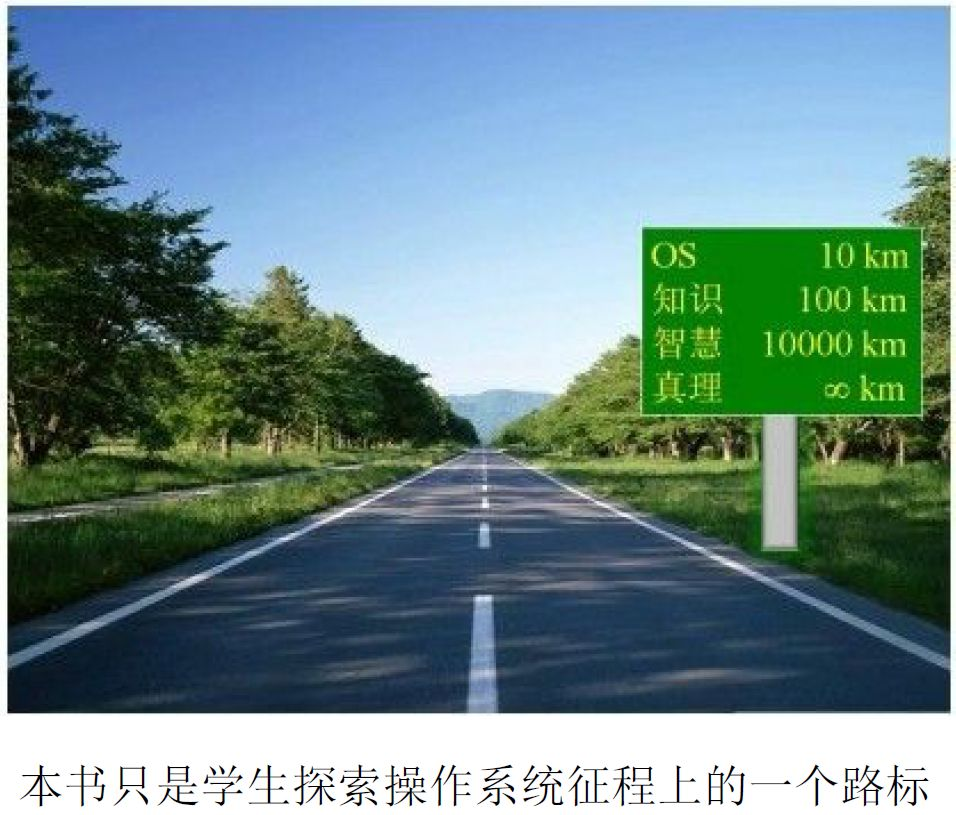 OS 10 km
知识 100 km
智慧 10000 km
真理 ∞ km
本书只是学生探索操作系统征程上的一个路标